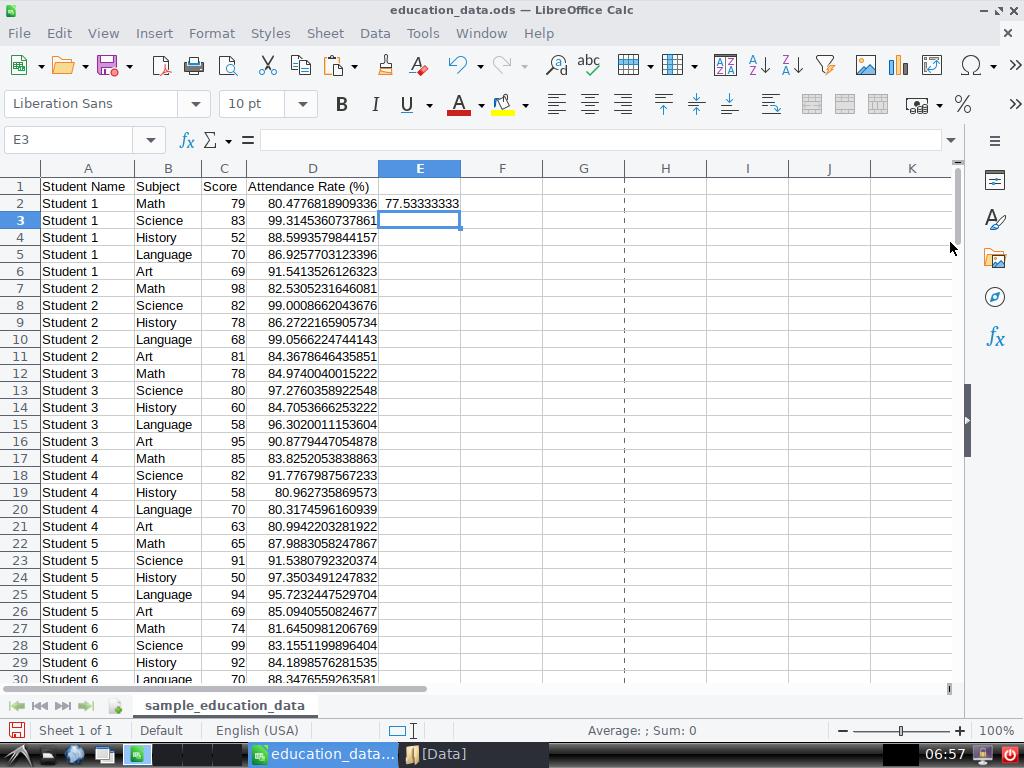 education_data.ods — LibreOffice Calc
File Edit View Insert Format Styles Sheet Data Tools Window Help
Liberation Sans 10 pt B I U A %
E3 fx Σ =
A B C D E F G H I J K
1 Student Name Subject Score Attendance Rate (%)
2 Student 1 Math 79 80.4776818909336 77.53333333
3 Student 1 Science 83 99.3145360737861
4 Student 1 History 52 88.5993579844157
5 Student 1 Language 70 86.9257703123396
6 Student 1 Art 69 91.5413526126323
7 Student 2 Math 98 82.5305231646081
8 Student 2 Science 82 99.0008662043676
9 Student 2 History 78 86.2722165905734
10 Student 2 Language 68 99.0566224744143
11 Student 2 Art 81 84.3678646435851
12 Student 3 Math 78 84.9740040015222
13 Student 3 Science 80 97.2760358922548
14 Student 3 History 60 84.7053666253222
15 Student 3 Language 58 96.3020011153604
16 Student 3 Art 95 90.8779447054878
17 Student 4 Math 85 83.8252053838863
18 Student 4 Science 82 91.7767987567233
19 Student 4 History 58 80.962735869573
20 Student 4 Language 70 80.3174596160939
21 Student 4 Art 63 80.9942203281922
22 Student 5 Math 65 87.9883058247867
23 Student 5 Science 91 91.5380792320374
24 Student 5 History 50 97.3503491247832
25 Student 5 Language 94 95.7232447529704
26 Student 5 Art 69 85.0940550824677
27 Student 6 Math 74 81.6450981206769
28 Student 6 Science 99 83.1551199896404
29 Student 6 History 92 84.1898576281535
30 Student 6 Language 70 88.3476559263581
sample_education_data
Sheet 1 of 1 Default English (USA) Average: ; Sum: 0 100%
education_data... [Data] 06:57